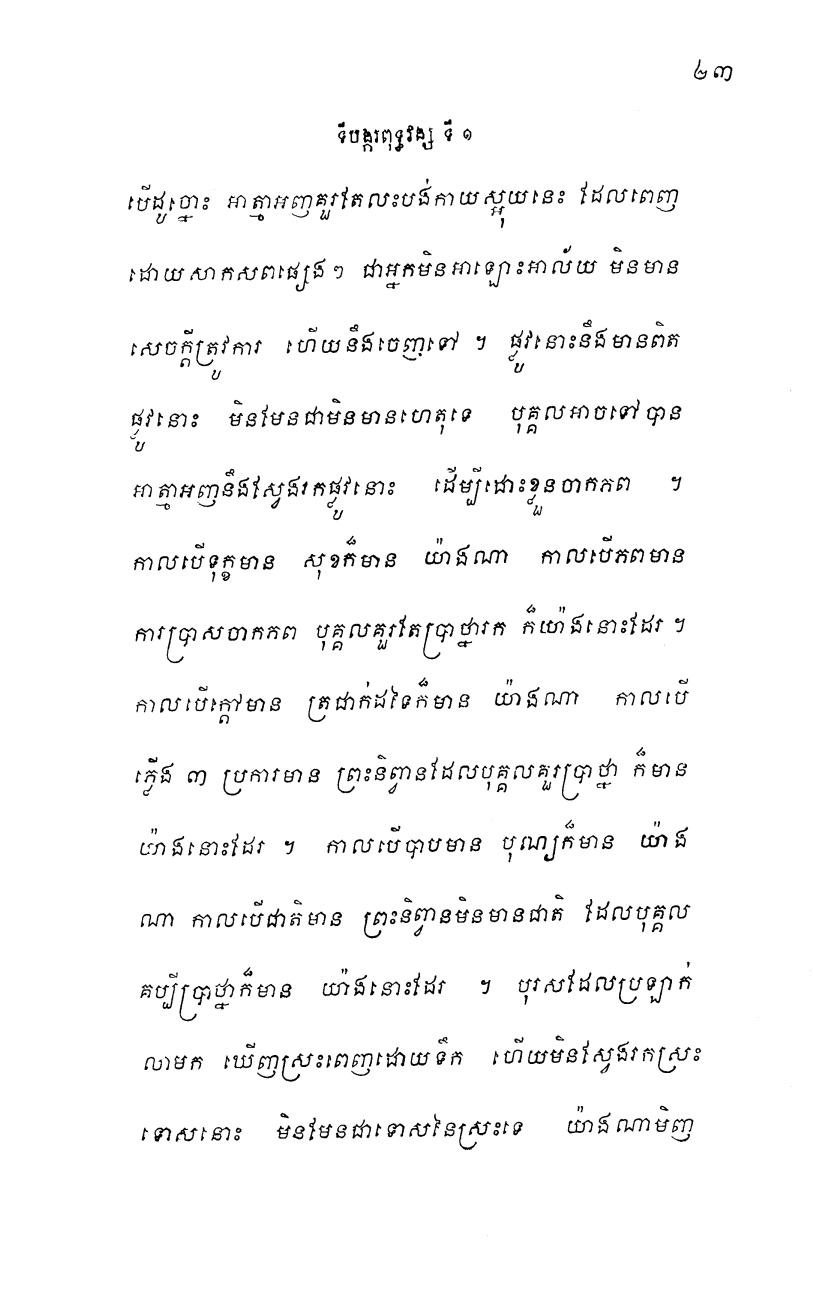 ៤៣
ទីបង្ករពុទ្ធវង្ស ទី ១
បើដូច្នោះ អាត្មាអញគួរតែលះបង់កាយស្អុយនេះ ដែលពេញ
ដោយសាកសពផ្សេងៗ ជាអ្នកមិនអាឡោះអាល័យ មិនមាន
សេចក្តីត្រូវការ ហើយនឹងចេញទៅ ។ ផ្លូវនោះនឹងមានពិត
ផ្លូវនោះ មិនមែនជាមិនមានហេតុទេ បុគ្គលអាចទៅបាន
អាត្មាអញនឹងស្វែងរកផ្លូវនោះ ដើម្បីដោះខ្លួនចាកភព ។
កាលបើទុក្ខមាន សុខក៏មាន យ៉ាងណា កាលបើភពមាន
ការប្រាសចាកភព បុគ្គលគួរតែប្រាថ្នារក ក៏យ៉ាងនោះដែរ ។
កាលបើក្តៅមាន ត្រជាក់ដទៃក៏មាន យ៉ាងណា កាលបើ
ភ្លើង ៣ ប្រការមាន ព្រះនិព្វានដែលបុគ្គលគួរប្រាថ្នា ក៏មាន
យ៉ាងនោះដែរ ។ កាលបើបាបមាន បុណ្យក៏មាន យ៉ាង
ណា កាលបើជាតិមាន ព្រះនិព្វានមិនមានជាតិ ដែលបុគ្គល
គប្បីប្រាថ្នាក៏មាន យ៉ាងនោះដែរ ។ បុរសដែលប្រឡាក់
លាមក ឃើញស្រះពេញដោយទឹក ហើយមិនស្វែងរកស្រះ
ទោសនោះ មិនមែនជាទោសនៃស្រះទេ យ៉ាងណាមិញ